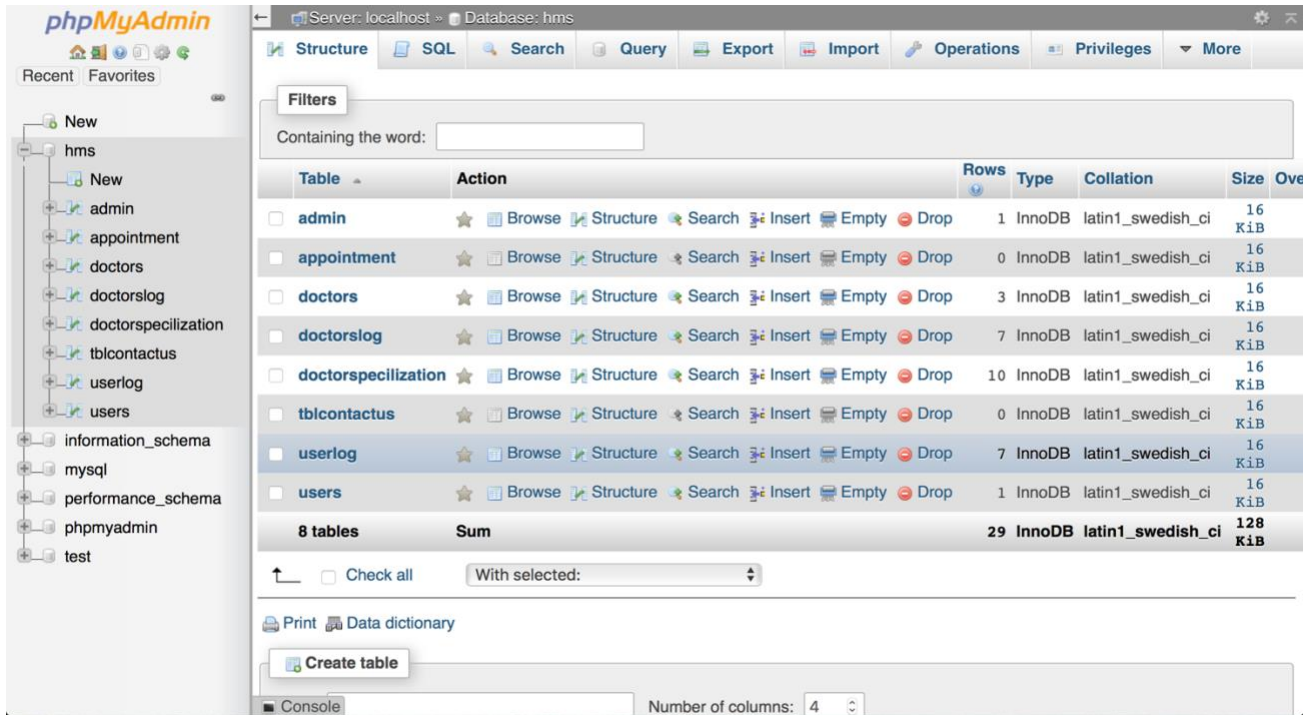 phpMyAdmin
Recent Favorites
New
hms
New
admin
appointment
doctors
doctorslog
doctorspecilization
tblcontactus
userlog
users
information_schema
mysql
performance_schema
phpmyadmin
test
Server: localhost » Database: hms
Structure SQL Search Query Export Import Operations Privileges More
Filters
Containing the word:
Table Action Rows Type Collation Size Ove
admin Browse Structure Search Insert Empty Drop 1 InnoDB latin1_swedish_ci 16 KiB
appointment Browse Structure Search Insert Empty Drop 0 InnoDB latin1_swedish_ci 16 KiB
doctors Browse Structure Search Insert Empty Drop 3 InnoDB latin1_swedish_ci 16 KiB
doctorslog Browse Structure Search Insert Empty Drop 7 InnoDB latin1_swedish_ci 16 KiB
doctorspecilization Browse Structure Search Insert Empty Drop 10 InnoDB latin1_swedish_ci 16 KiB
tblcontactus Browse Structure Search Insert Empty Drop 0 InnoDB latin1_swedish_ci 16 KiB
userlog Browse Structure Search Insert Empty Drop 7 InnoDB latin1_swedish_ci 16 KiB
users Browse Structure Search Insert Empty Drop 1 InnoDB latin1_swedish_ci 16 KiB
8 tables Sum 29 InnoDB latin1_swedish_ci 128 KiB
Check all With selected:
Print Data dictionary
Create table
Console Number of columns: 4